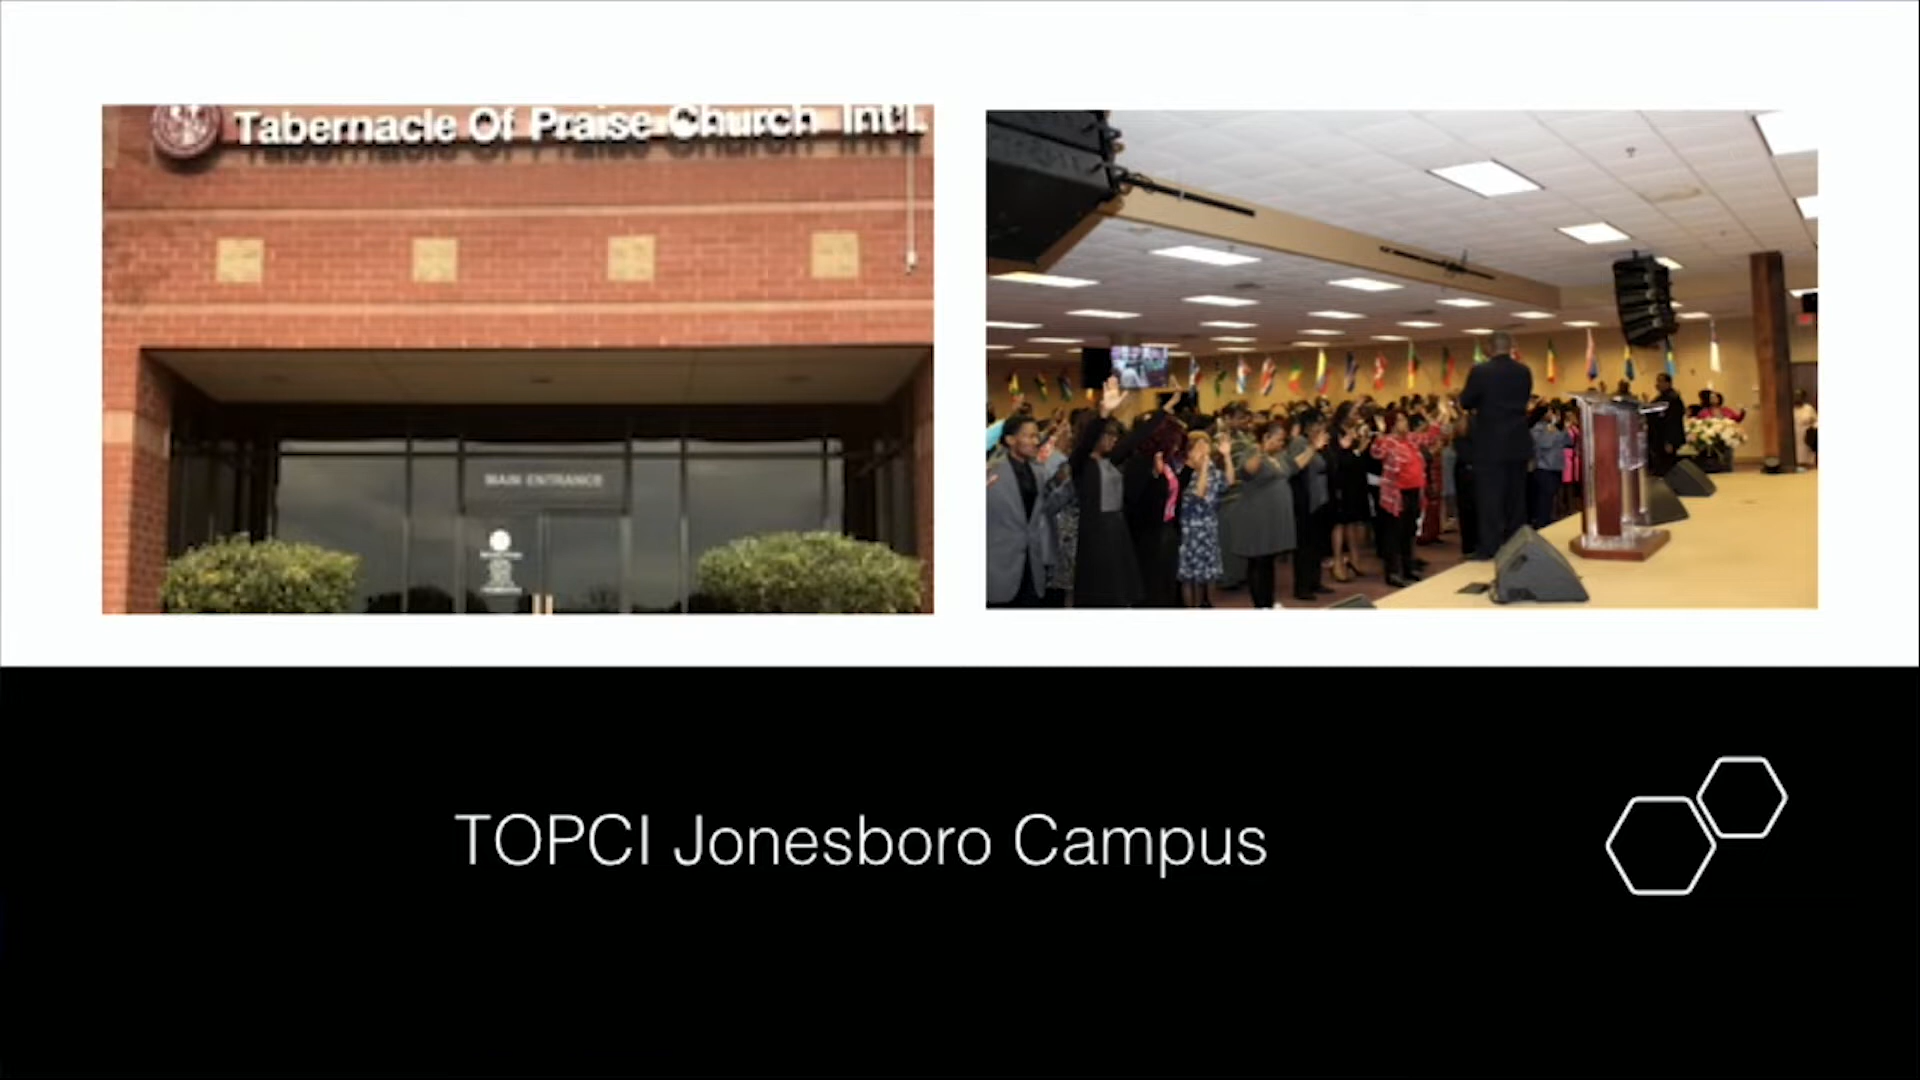 Tabernacle Of Praise Church Int'l.
MAIN ENTRANCE
TOPCI Jonesboro Campus